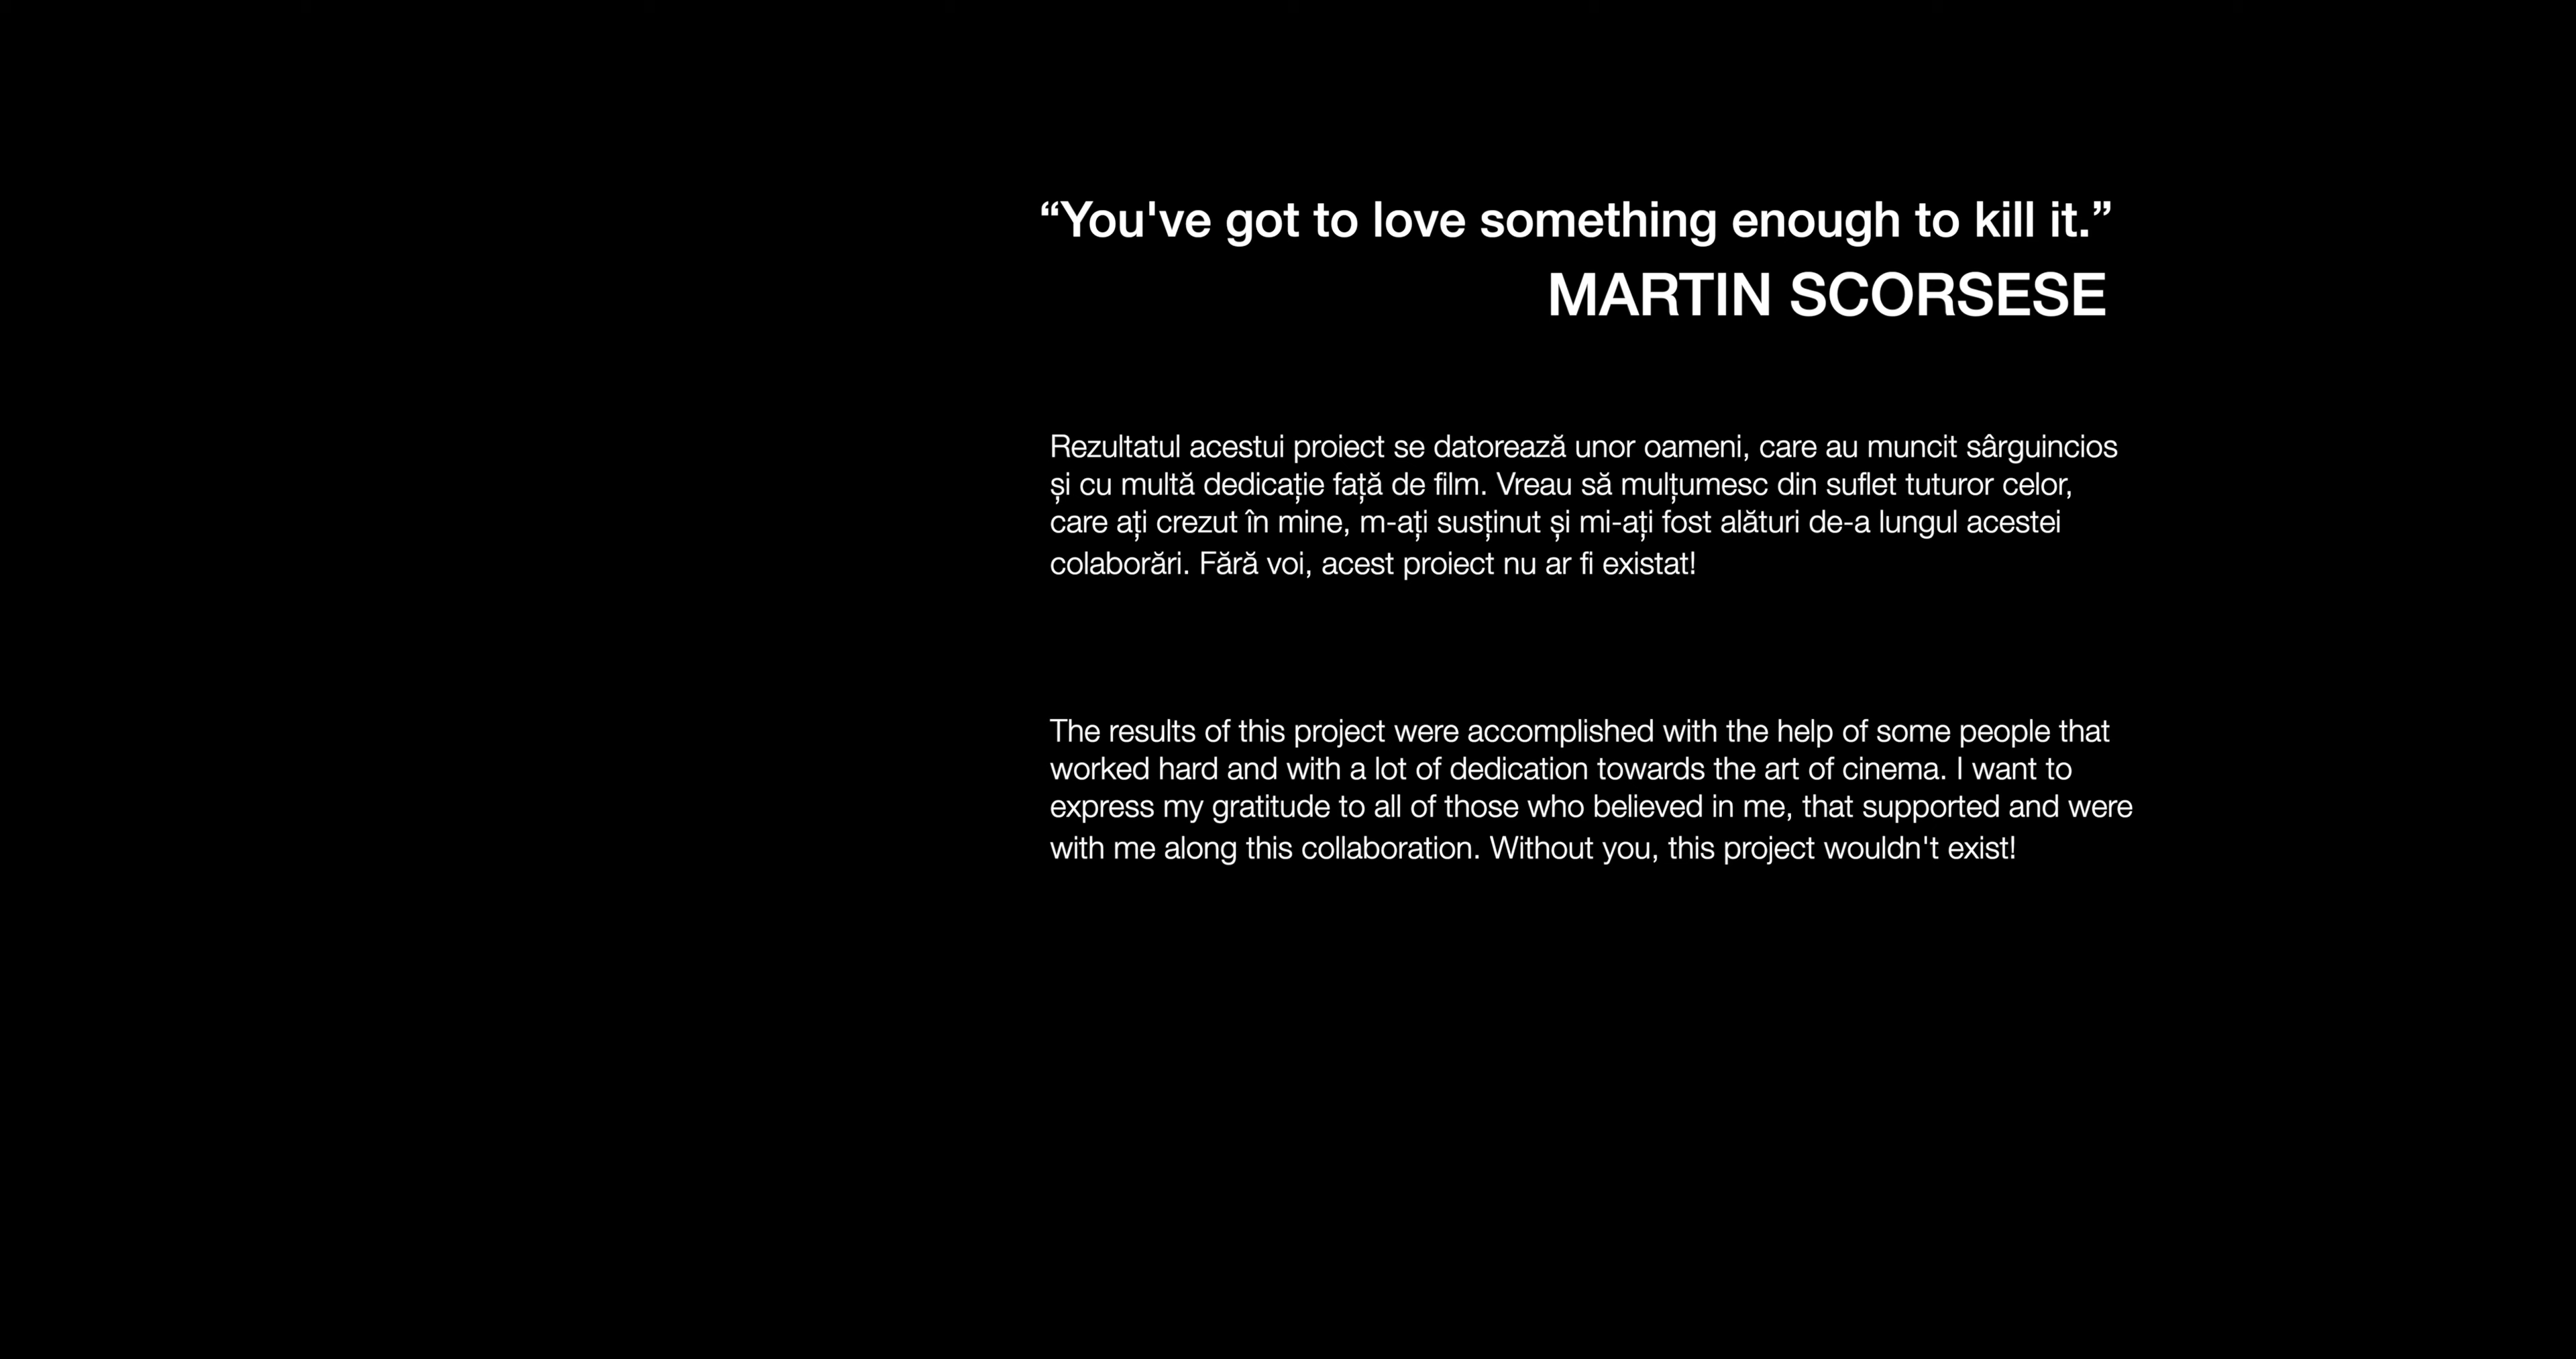 “You've got to love something enough to kill it.”
MARTIN SCORSESE
Rezultatul acestui proiect se datorează unor oameni, care au muncit sârguincios
și cu multă dedicație față de film. Vreau să mulțumesc din suflet tuturor celor,
care ați crezut în mine, m-ați susținut și mi-ați fost alături de-a lungul acestei
colaborări. Fără voi, acest proiect nu ar fi existat!
The results of this project were accomplished with the help of some people that
worked hard and with a lot of dedication towards the art of cinema. I want to
express my gratitude to all of those who believed in me, that supported and were
with me along this collaboration. Without you, this project wouldn't exist!